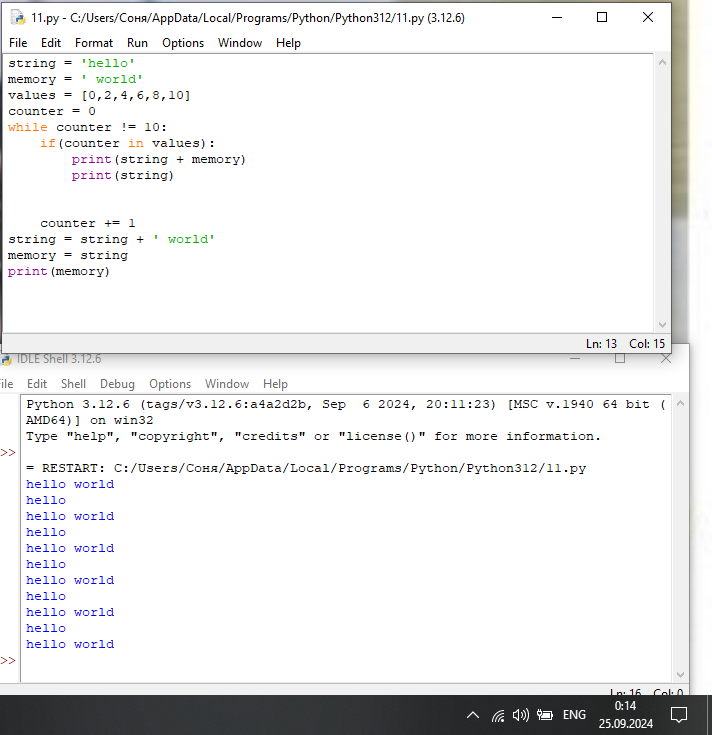 11.py - C:/Users/Соня/AppData/Local/Programs/Python/Python312/11.py (3.12.6)
File Edit Format Run Options Window Help
string = 'hello'
memory = ' world'
values = [0,2,4,6,8,10]
counter = 0
while counter != 10:
    if(counter in values):
        print(string + memory)
        print(string)
    counter += 1
string = string + ' world'
memory = string
print(memory)
Ln: 13 Col: 15
IDLE Shell 3.12.6
ile Edit Shell Debug Options Window Help
Python 3.12.6 (tags/v3.12.6:a4a2d2b, Sep  6 2024, 20:11:23) [MSC v.1940 64 bit (
AMD64)] on win32
Type "help", "copyright", "credits" or "license()" for more information.
>>
= RESTART: C:/Users/Соня/AppData/Local/Programs/Python/Python312/11.py
hello world
hello
hello world
hello
hello world
hello
hello world
hello
hello world
hello
hello world
>>
Ln: 16 Col: 0
ENG
0:14
25.09.2024